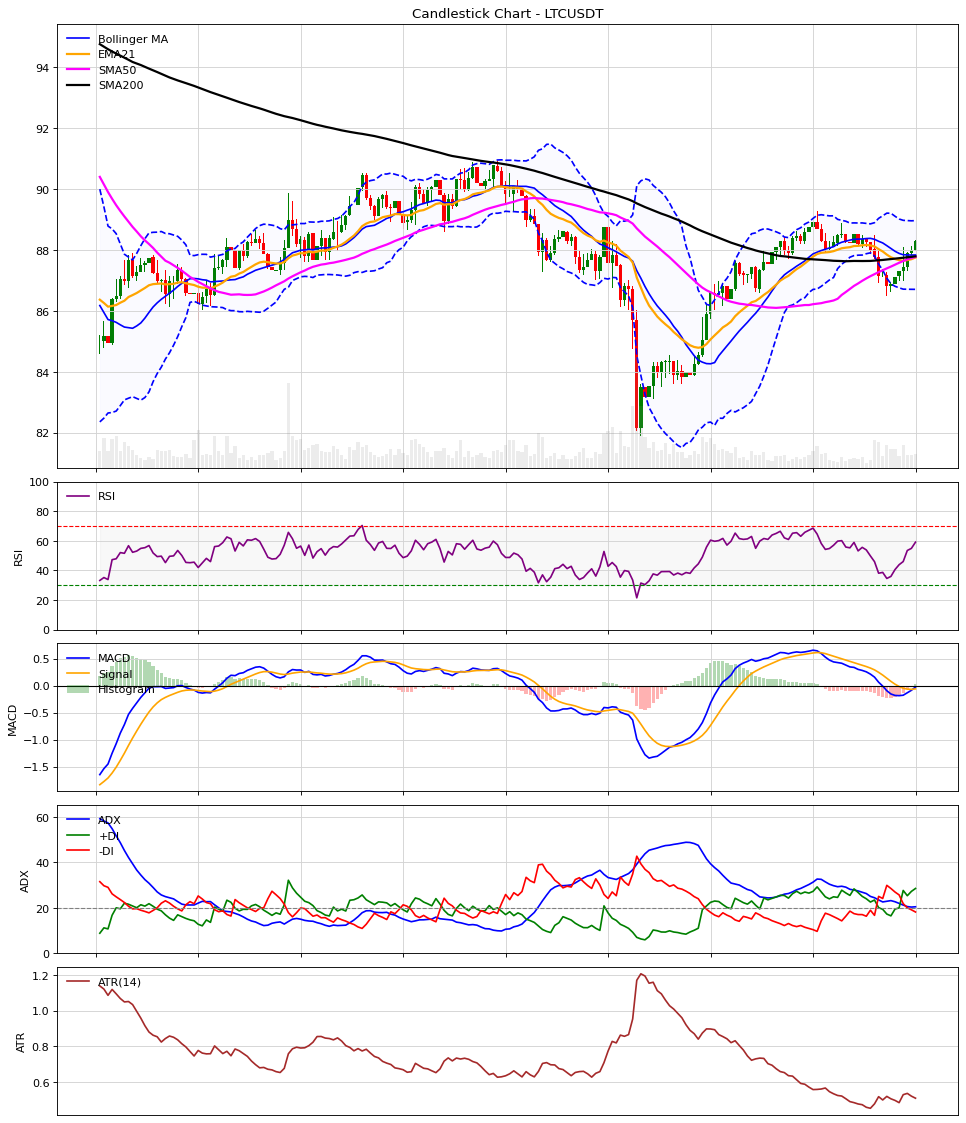 Candlestick Chart - LTCUSDT
Bollinger MA
EMA21
SMA50
SMA200
94
92
90
88
86
84
82
RSI
100
80
60
40
20
0
RSI
MACD
Signal
Histogram
0.5
0.0
−0.5
−1.0
−1.5
MACD
ADX
+DI
-DI
60
40
20
0
ADX
ATR(14)
1.2
1.0
0.8
0.6
ATR